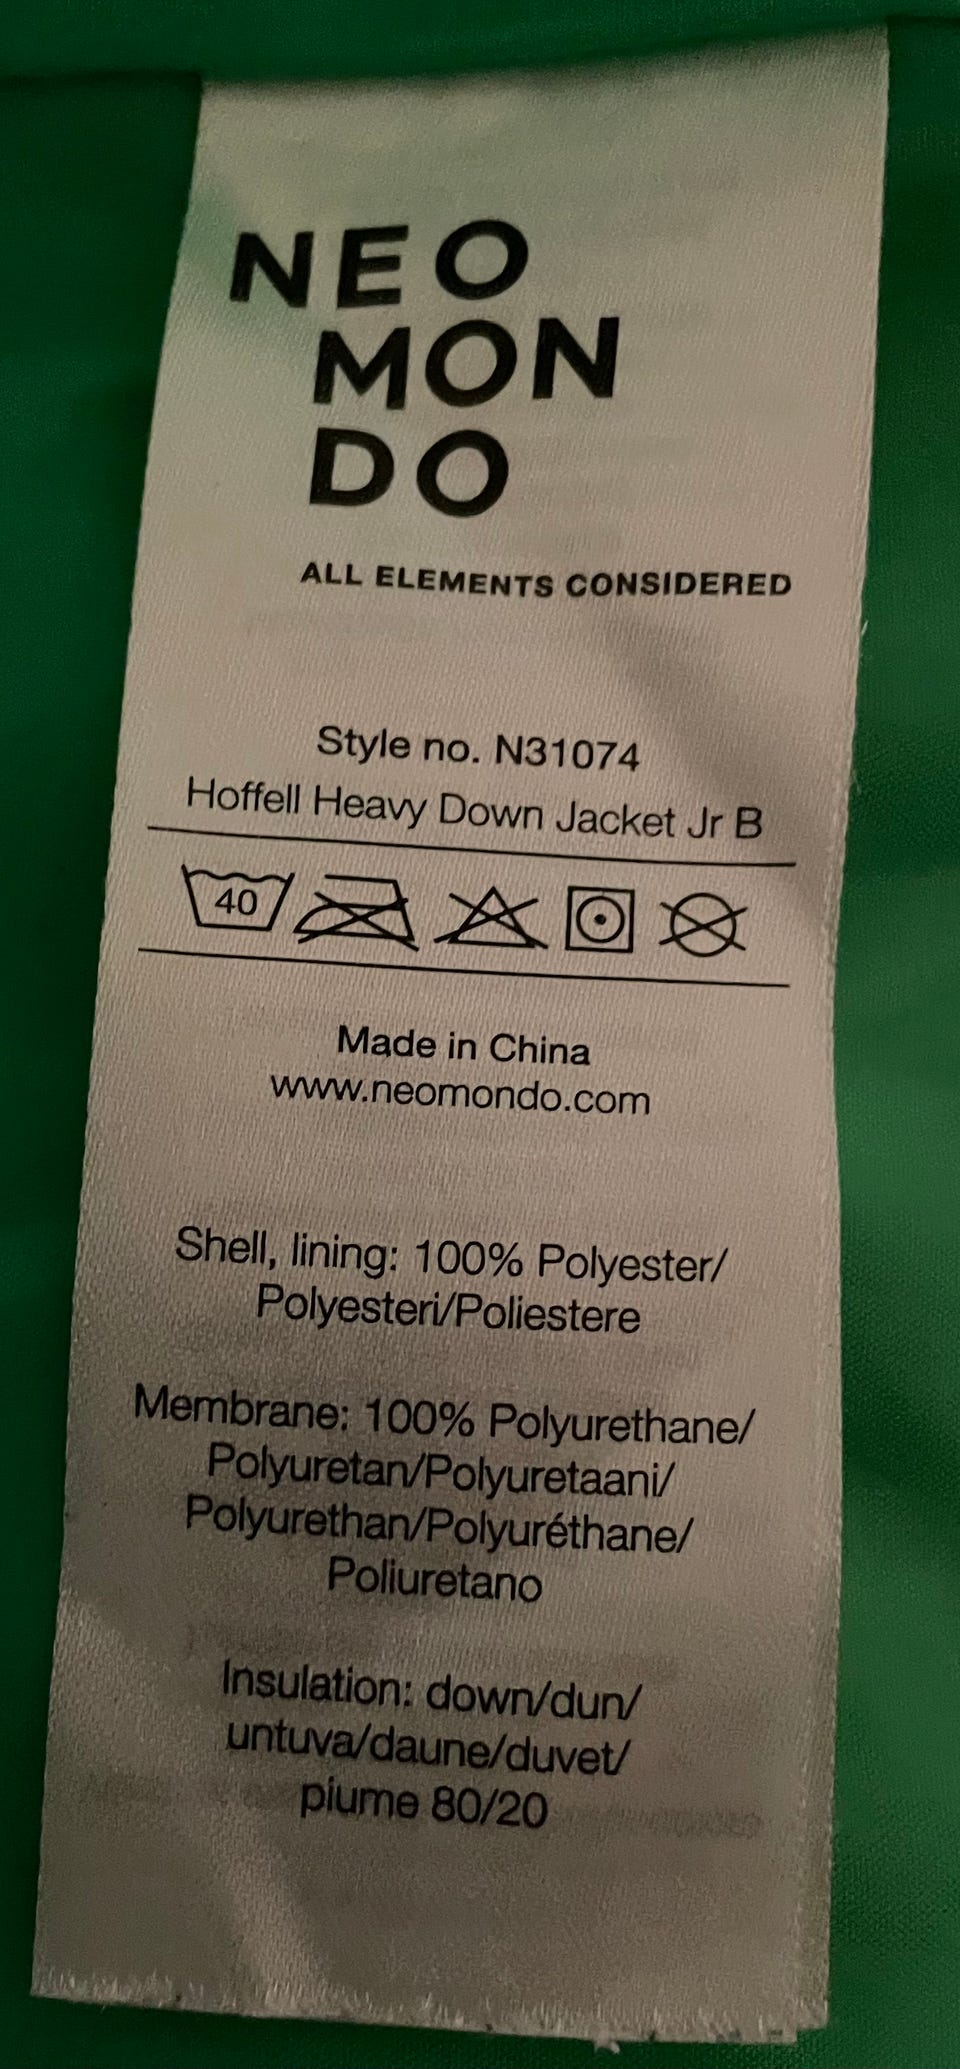 NEO
MON
DO
ALL ELEMENTS CONSIDERED
Style no. N31074
Hoffell Heavy Down Jacket Jr B
40
Made in China
www.neomondo.com
Shell, lining: 100% Polyester/
Polyesteri/Poliestere
Membrane: 100% Polyurethane/
Polyuretan/Polyuretaani/
Polyurethan/Polyuréthane/
Poliuretano
Insulation: down/dun/
untuva/daune/duvet/
piume 80/20